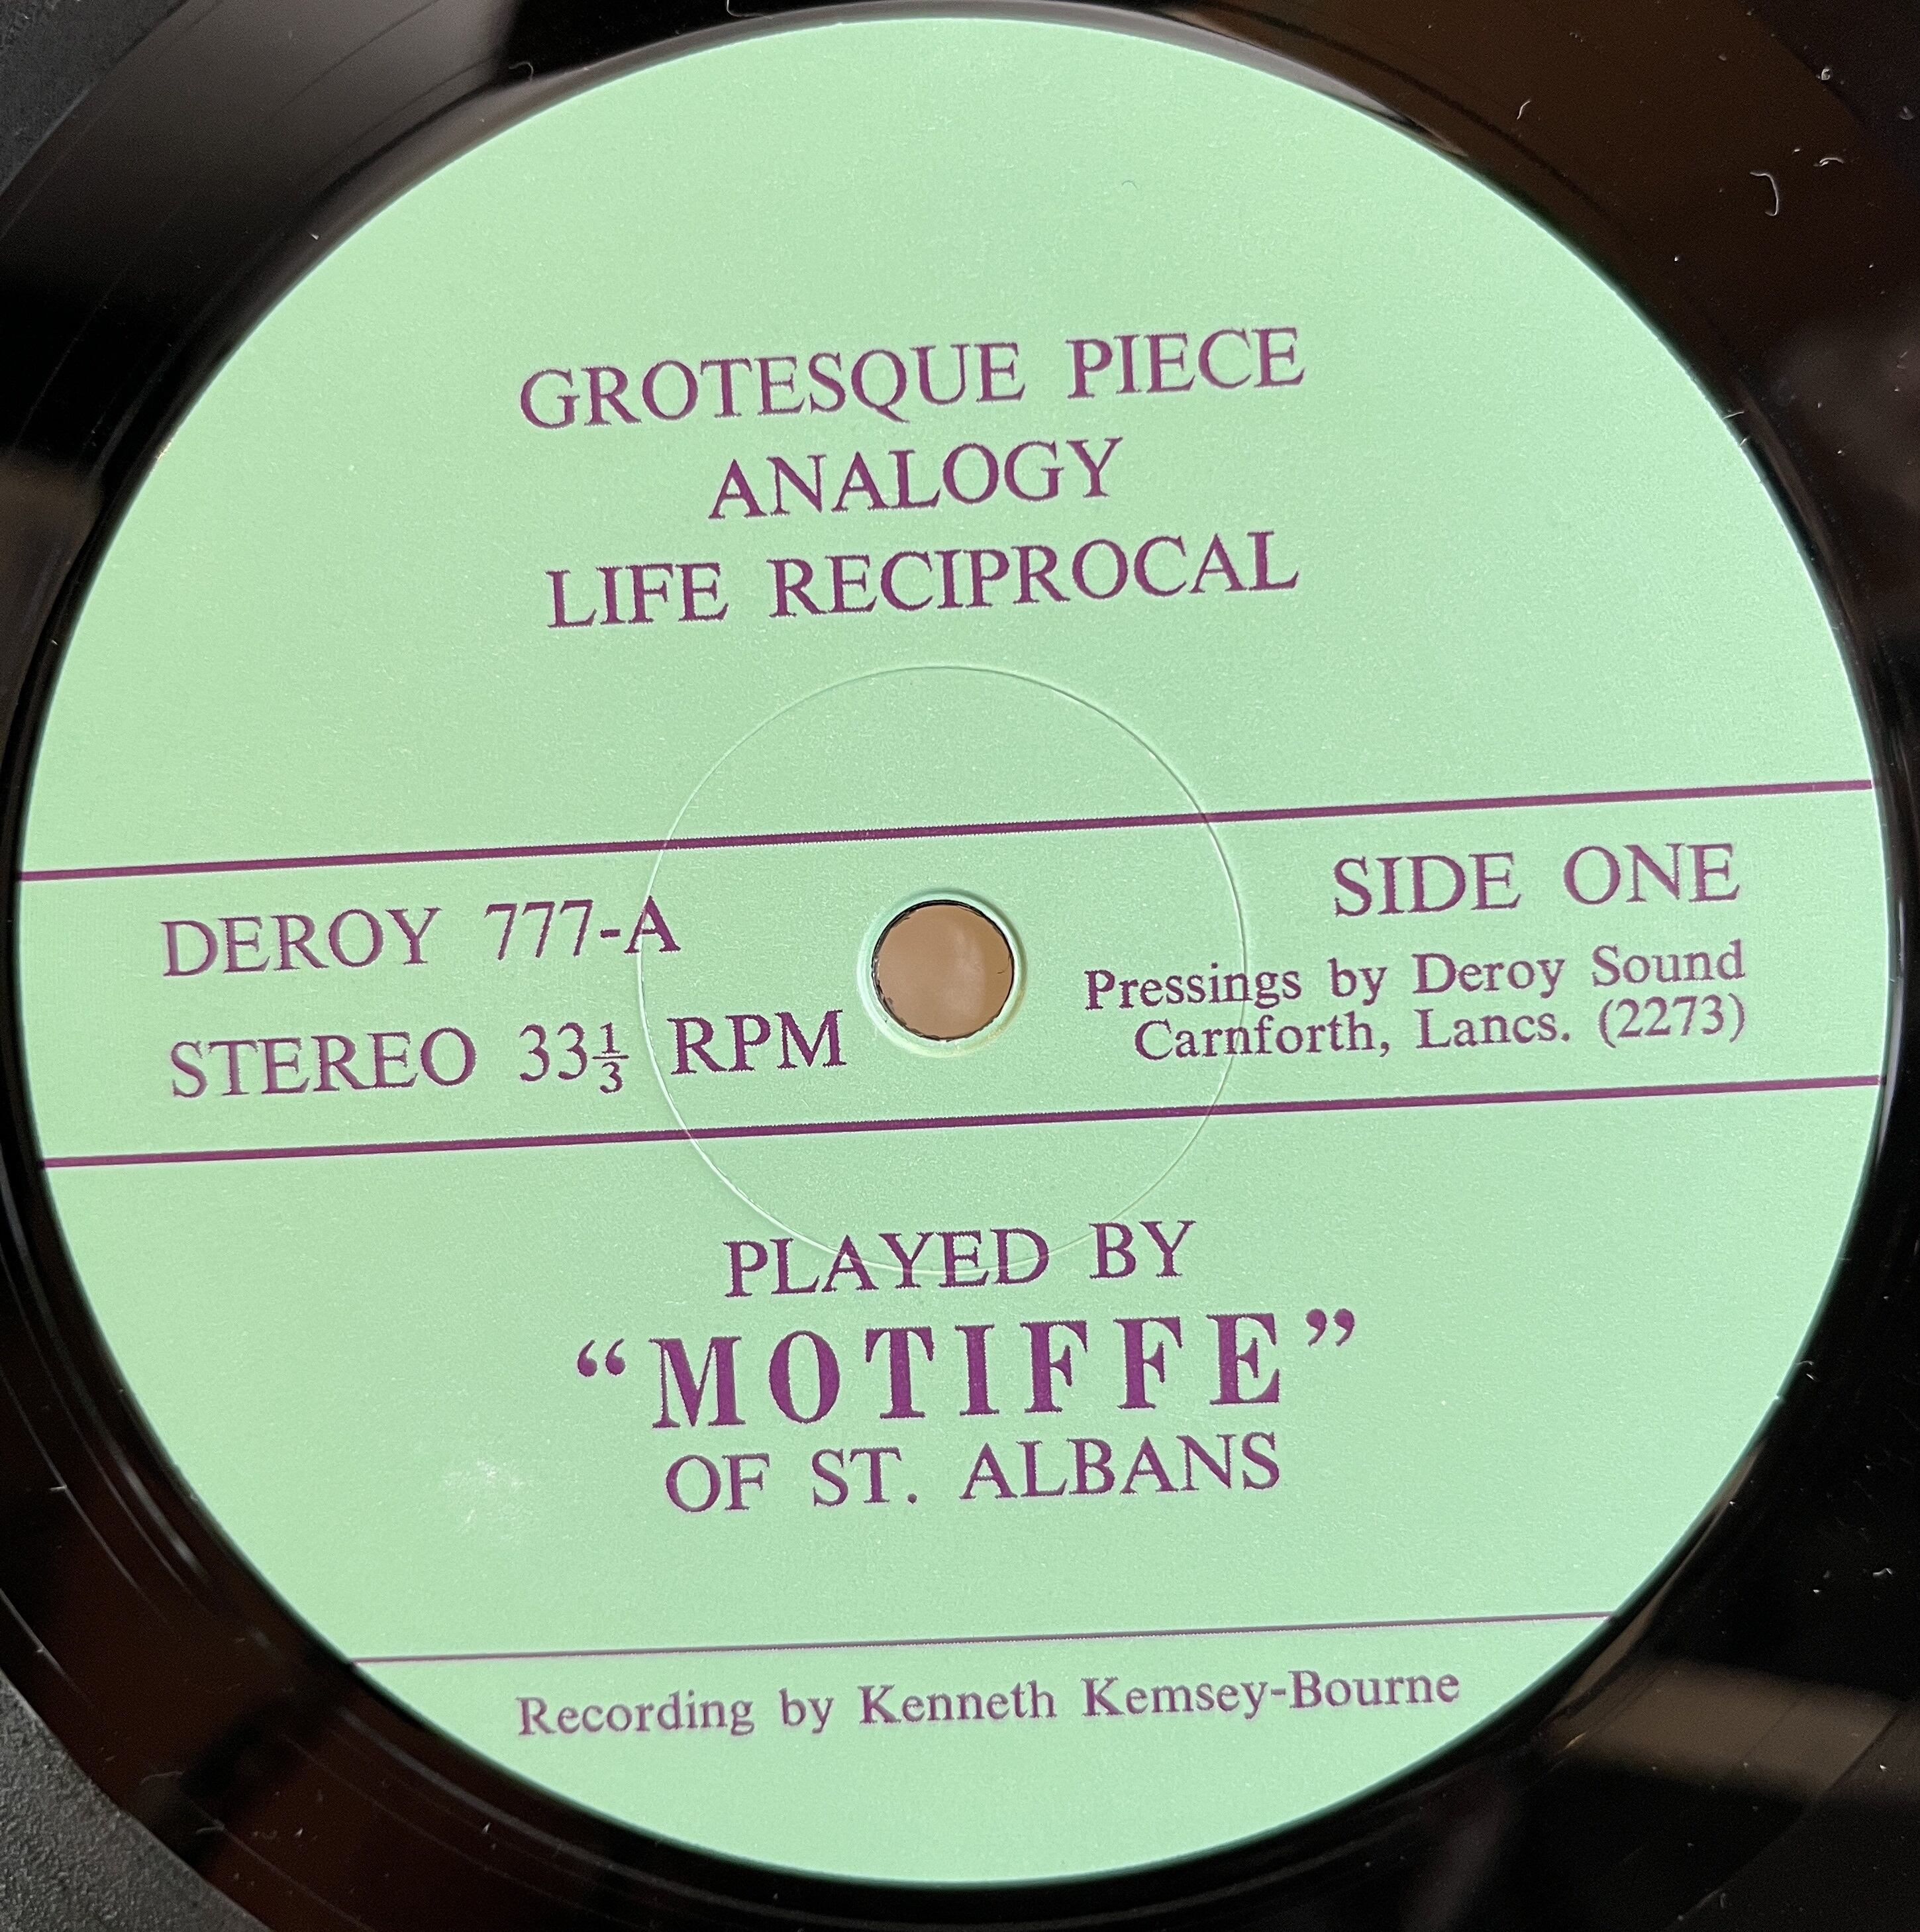 GROTESQUE PIECE
ANALOGY
LIFE RECIPROCAL
DEROY 777-A
STEREO 33⅓ RPM
SIDE ONE
Pressings by Deroy Sound
Carnforth, Lancs. (2273)
PLAYED BY
“MOTIFFE”
OF ST. ALBANS
Recording by Kenneth Kemsey-Bourne